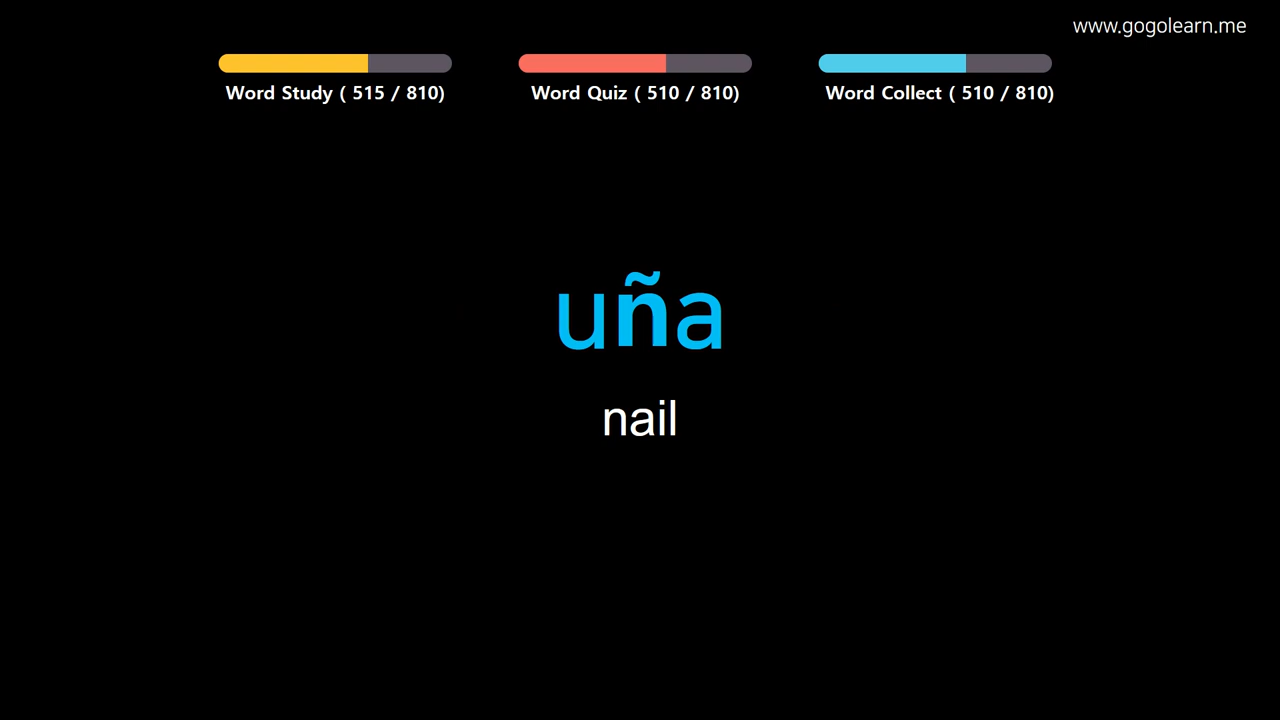 www.gogolearn.me
Word Study ( 515 / 810)
Word Quiz ( 510 / 810)
Word Collect ( 510 / 810)
uña
nail